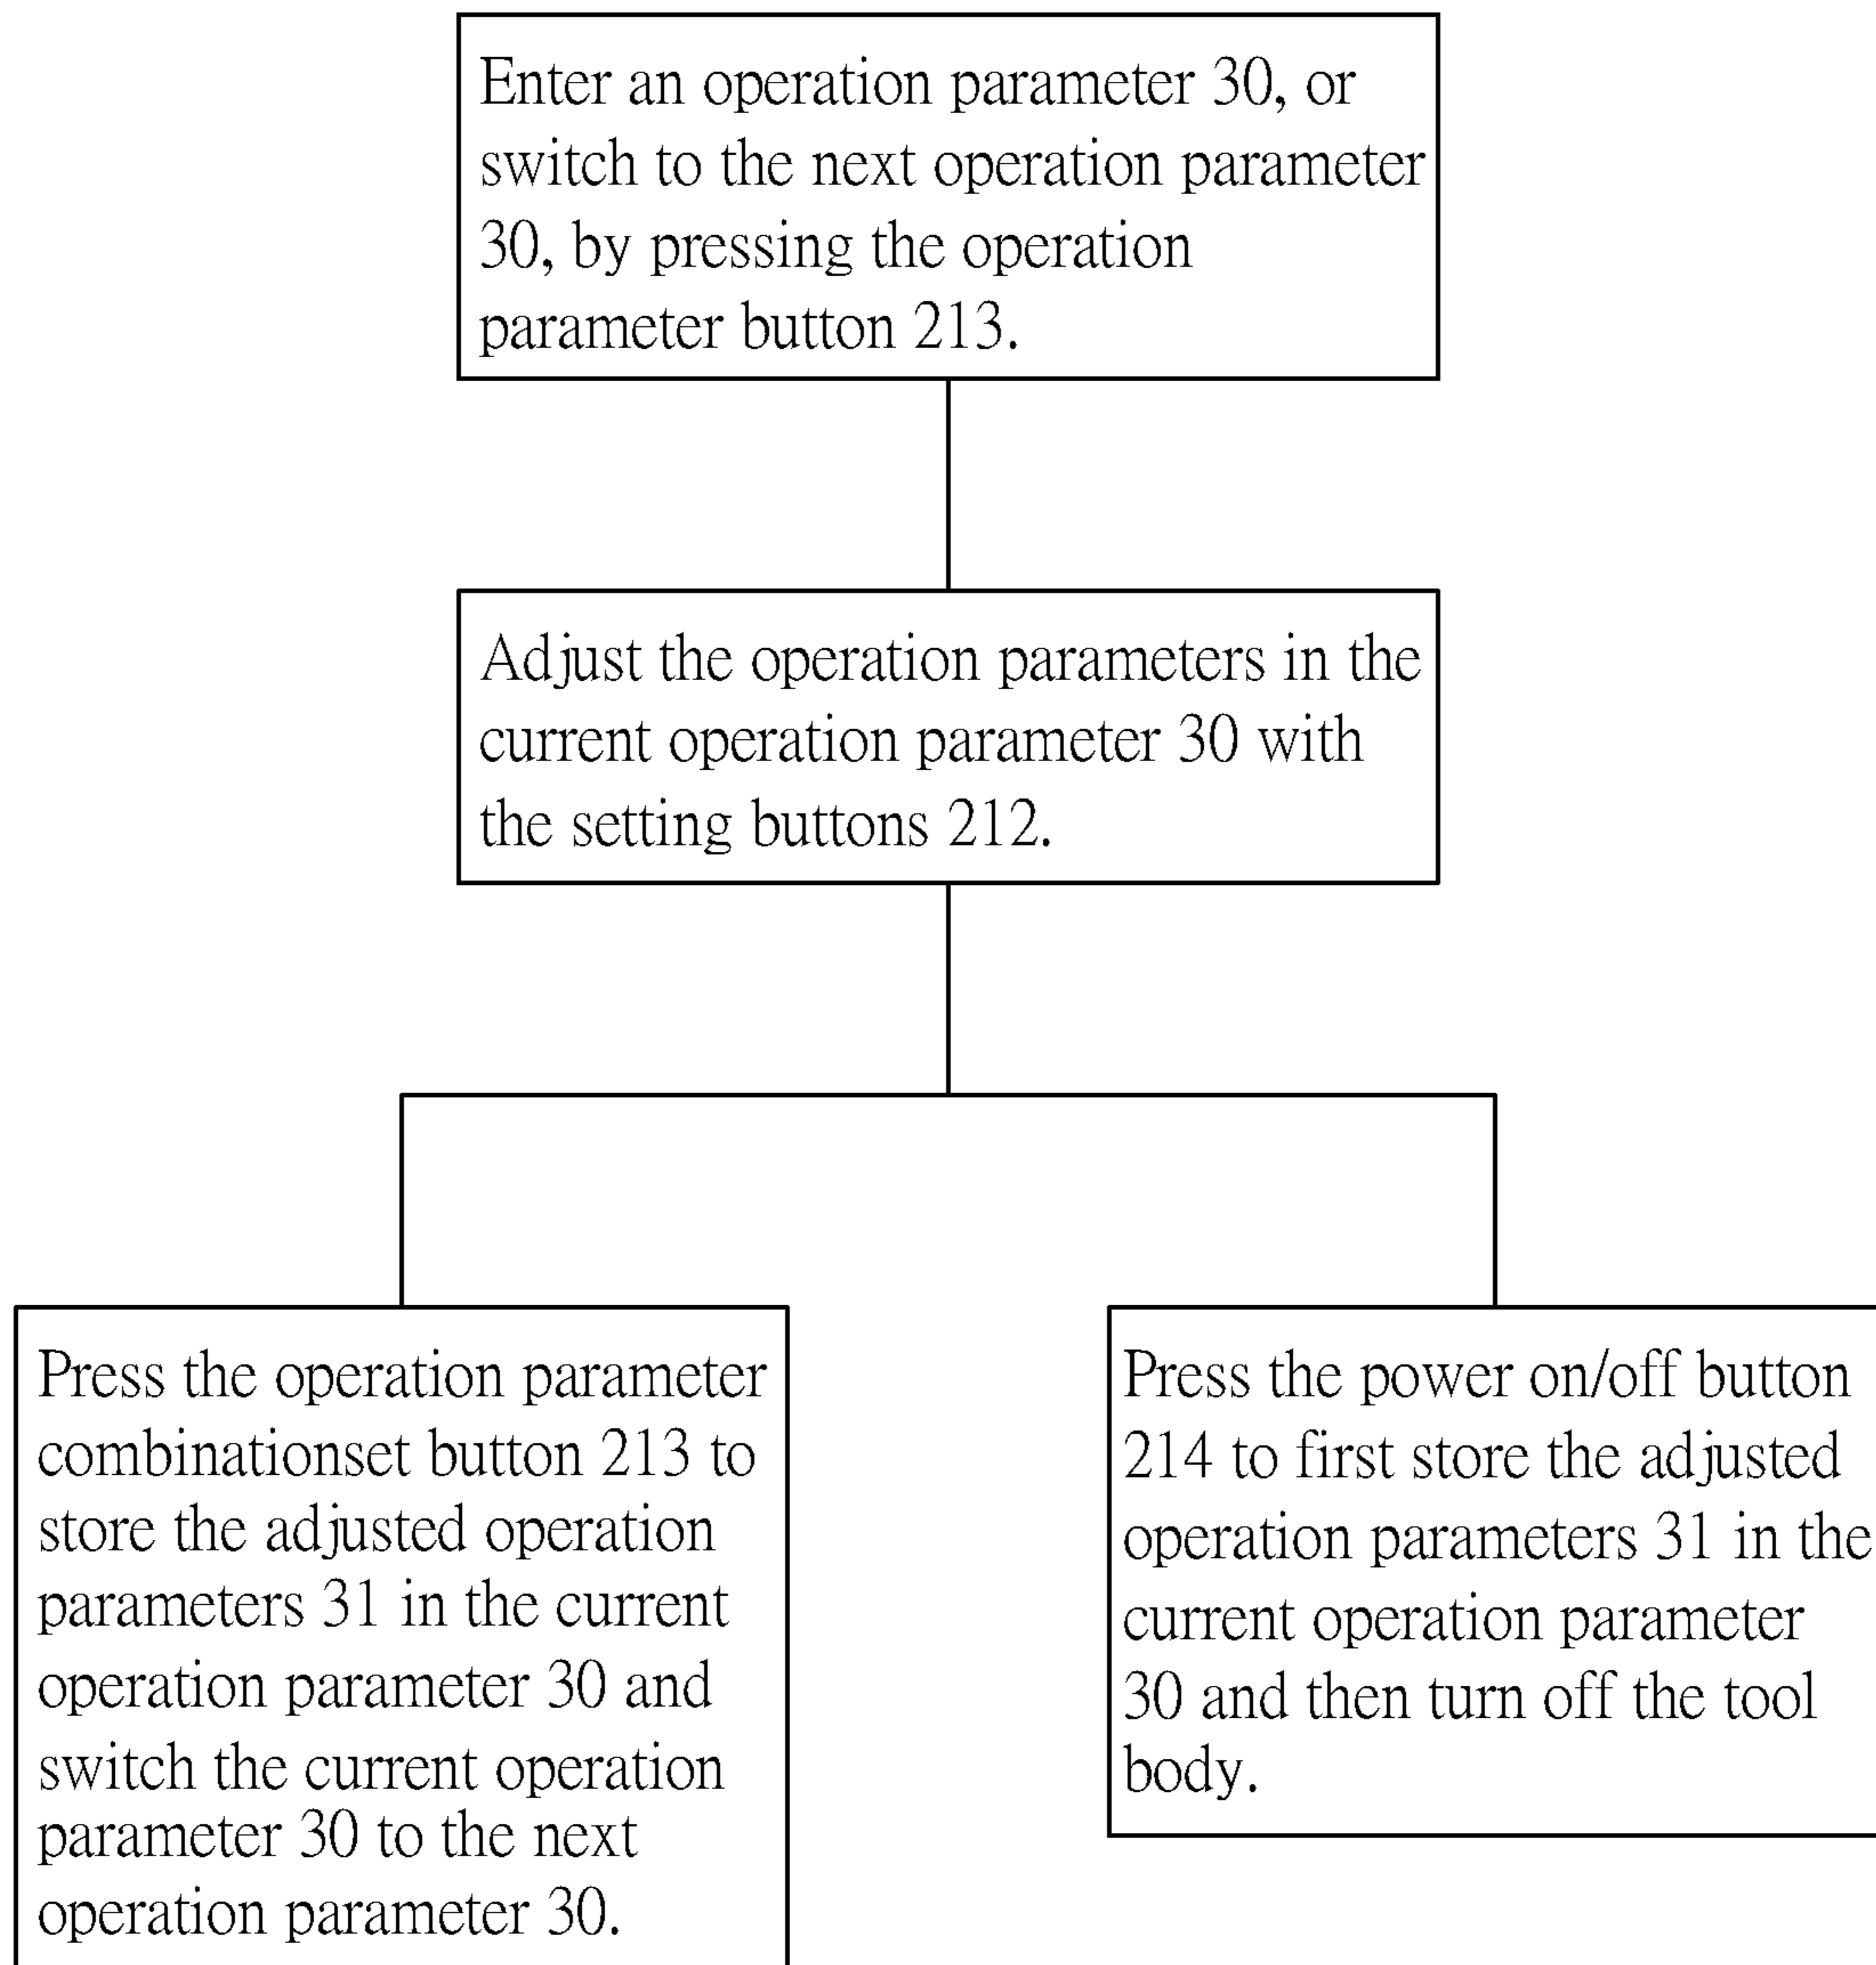 Enter an operation parameter 30, or
switch to the next operation parameter
30, by pressing the operation
parameter button 213.
Adjust the operation parameters in the
current operation parameter 30 with
the setting buttons 212.
Press the operation parameter
combinationset button 213 to
store the adjusted operation
parameters 31 in the current
operation parameter 30 and
switch the current operation
parameter 30 to the next
operation parameter 30.
Press the power on/off button
214 to first store the adjusted
operation parameters 31 in the
current operation parameter
30 and then turn off the tool
body.